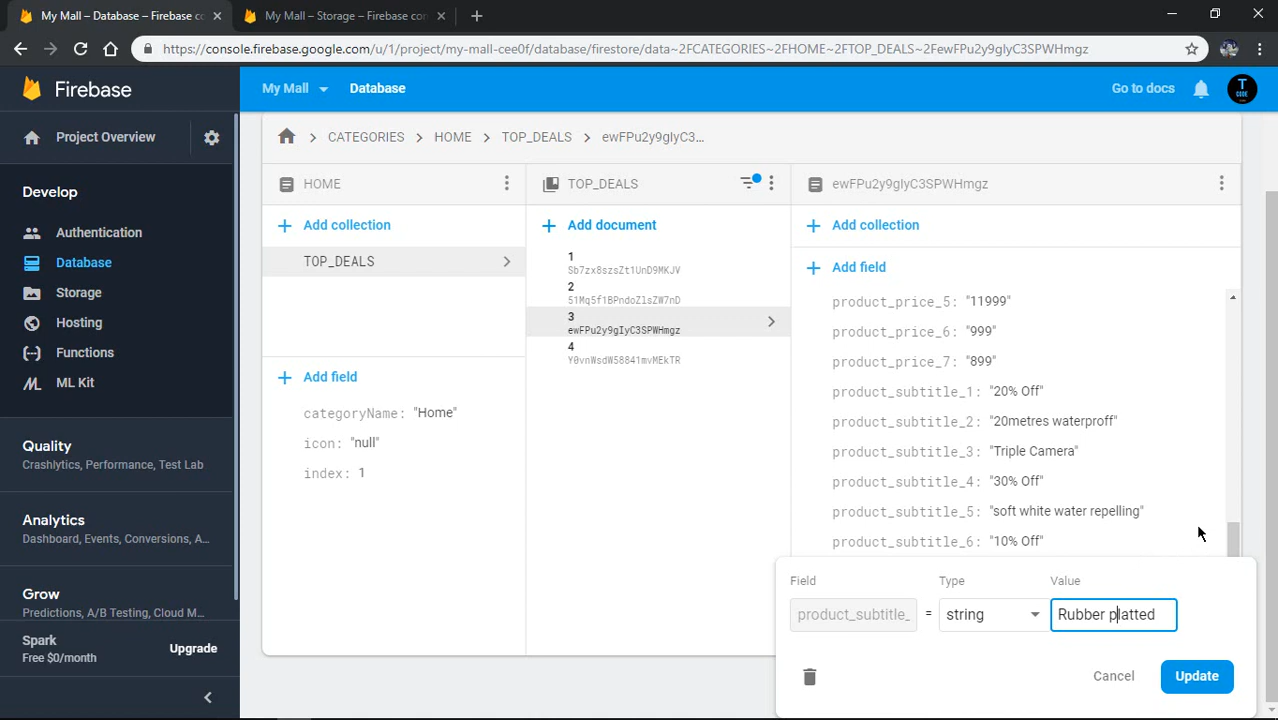 My Mall – Database – Firebase co
My Mall – Storage – Firebase con
https://console.firebase.google.com/u/1/project/my-mall-cee0f/database/firestore/data~2FCATEGORIES~2FHOME~2FTOP_DEALS~2FewFPu2y9gIyC3SPWHmgz
Firebase
My Mall
Database
Go to docs
T
CODE
Project Overview
CATEGORIES
HOME
TOP_DEALS
ewFPu2y9gIyC3...
Develop
Authentication
Database
Storage
Hosting
Functions
ML Kit
Quality
Crashlytics, Performance, Test Lab
Analytics
Dashboard, Events, Conversions, A...
Grow
Predictions, A/B Testing, Cloud M...
Spark
Free $0/month
Upgrade
HOME
Add collection
TOP_DEALS
Add field
categoryName: "Home"
icon: "null"
index: 1
TOP_DEALS
Add document
1
Sb7zx8szsZt1UnD9MKJV
2
51Mq5f1BPndoZlsZW7nD
3
ewFPu2y9gIyC3SPWHmgz
4
Y0vnWsdW58841mvMEkTR
ewFPu2y9gIyC3SPWHmgz
Add collection
Add field
product_price_5: "11999"
product_price_6: "999"
product_price_7: "899"
product_subtitle_1: "20% Off"
product_subtitle_2: "20metres waterproff"
product_subtitle_3: "Triple Camera"
product_subtitle_4: "30% Off"
product_subtitle_5: "soft white water repelling"
product_subtitle_6: "10% Off"
Field
Type
Value
product_subtitle_
=
string
Rubber platted
Cancel
Update